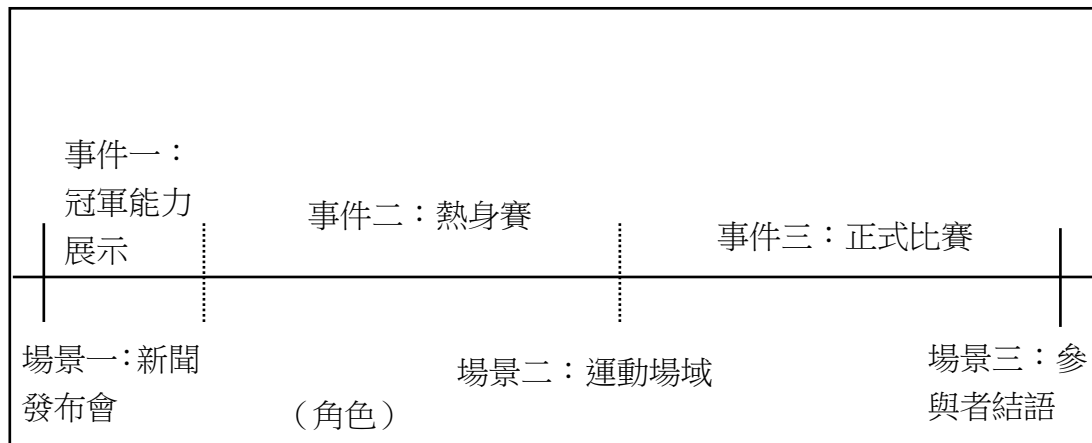 事件一：
冠軍能力
展示
事件二：熱身賽
事件三：正式比賽
場景一：新聞
發布會
（角色）
場景二：運動場域
場景三：參
與者結語